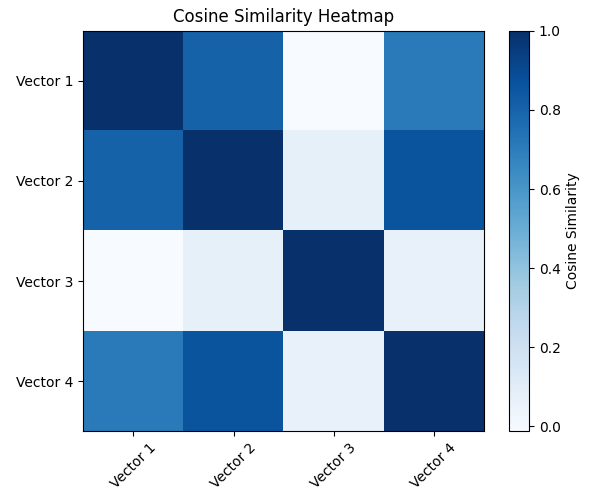 Cosine Similarity Heatmap
Vector 1
Vector 2
Vector 3
Vector 4
Vector 1
Vector 2
Vector 3
Vector 4
1.0
0.8
0.6
0.4
0.2
0.0
Cosine Similarity